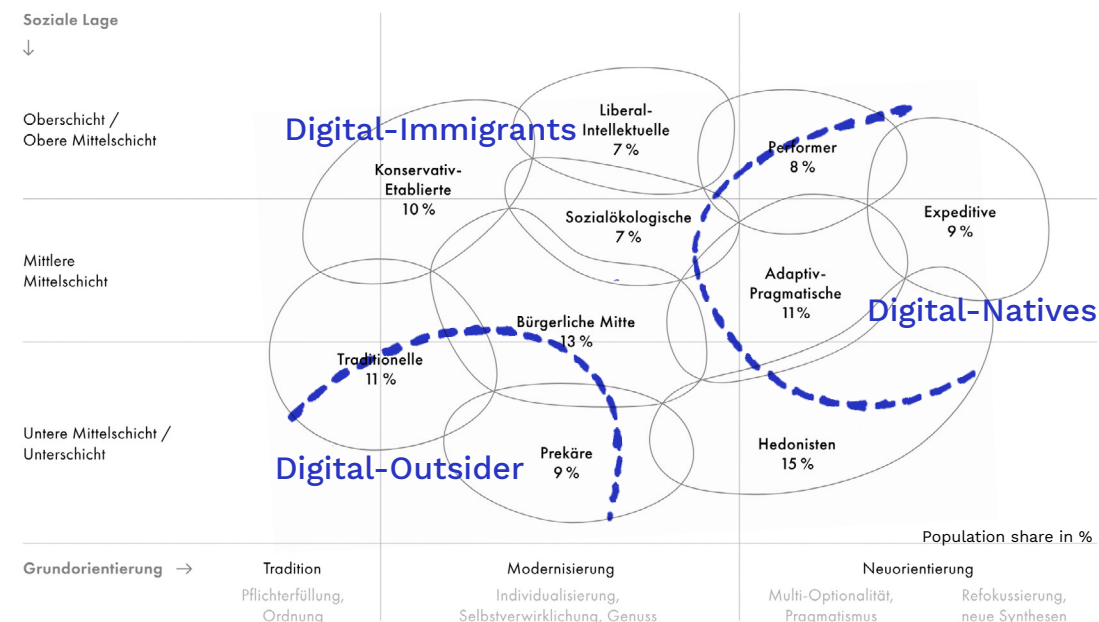 Soziale Lage
↓
Oberschicht /
Obere Mittelschicht
Mittlere
Mittelschicht
Untere Mittelschicht /
Unterschicht
Digital-Immigrants
Konservativ-
Etablierte
10 %
Liberal-
Intellektuelle
7 %
Performer
8 %
Expeditive
9 %
Sozialökologische
7 %
Adaptiv-
Pragmatische
11 %
Digital-Natives
Bürgerliche Mitte
13 %
Traditionelle
11 %
Digital-Outsider
Prekäre
9 %
Hedonisten
15 %
Population share in %
Grundorientierung →
Tradition
Pflichterfüllung,
Ordnung
Modernisierung
Individualisierung,
Selbstverwirklichung, Genuss
Neuorientierung
Multi-Optionalität,
Pragmatismus
Refokussierung,
neue Synthesen